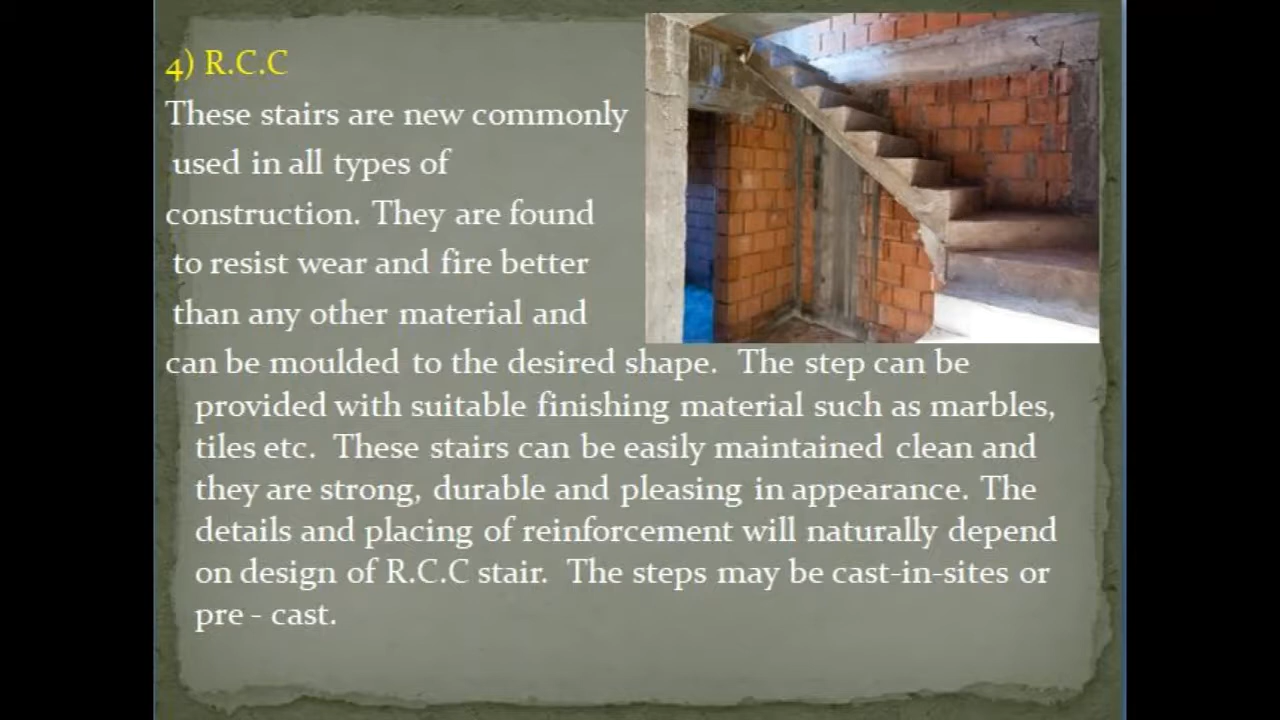 4) R.C.C
These stairs are new commonly
used in all types of
construction. They are found
to resist wear and fire better
than any other material and
can be moulded to the desired shape. The step can be
provided with suitable finishing material such as marbles,
tiles etc. These stairs can be easily maintained clean and
they are strong, durable and pleasing in appearance. The
details and placing of reinforcement will naturally depend
on design of R.C.C stair. The steps may be cast-in-sites or
pre - cast.